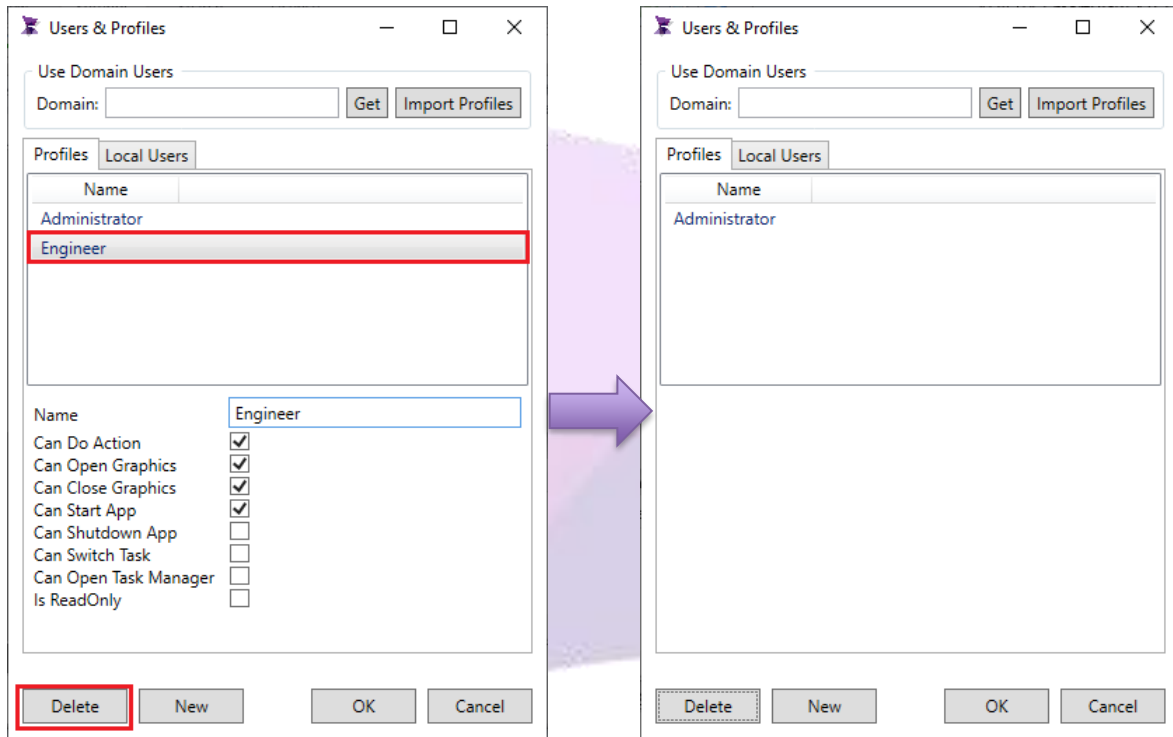 Users & Profiles
Use Domain Users
Domain: Get Import Profiles
Profiles Local Users
Name
Administrator
Engineer
Name Engineer
Can Do Action
Can Open Graphics
Can Close Graphics
Can Start App
Can Shutdown App
Can Switch Task
Can Open Task Manager
Is ReadOnly
Delete New OK Cancel
Users & Profiles
Use Domain Users
Domain: Get Import Profiles
Profiles Local Users
Name
Administrator
Delete New OK Cancel